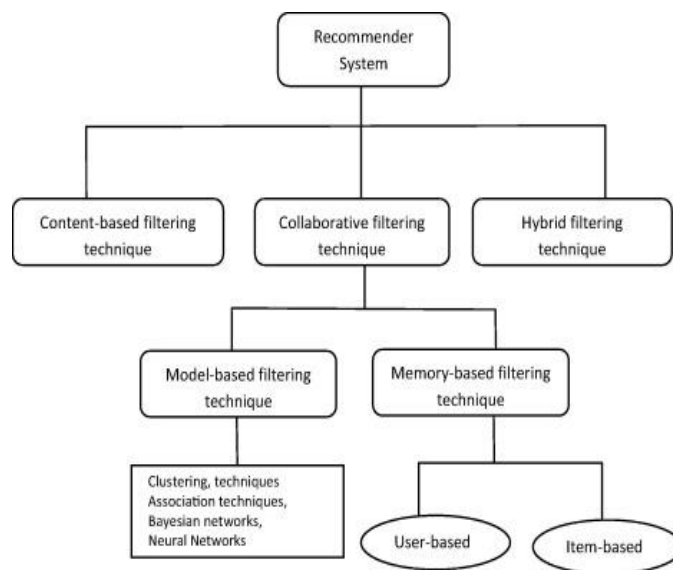 Recommender
System
Content-based filtering
technique
Collaborative filtering
technique
Hybrid filtering
technique
Model-based filtering
technique
Memory-based filtering
technique
Clustering, techniques
Association techniques,
Bayesian networks,
Neural Networks
User-based
Item-based